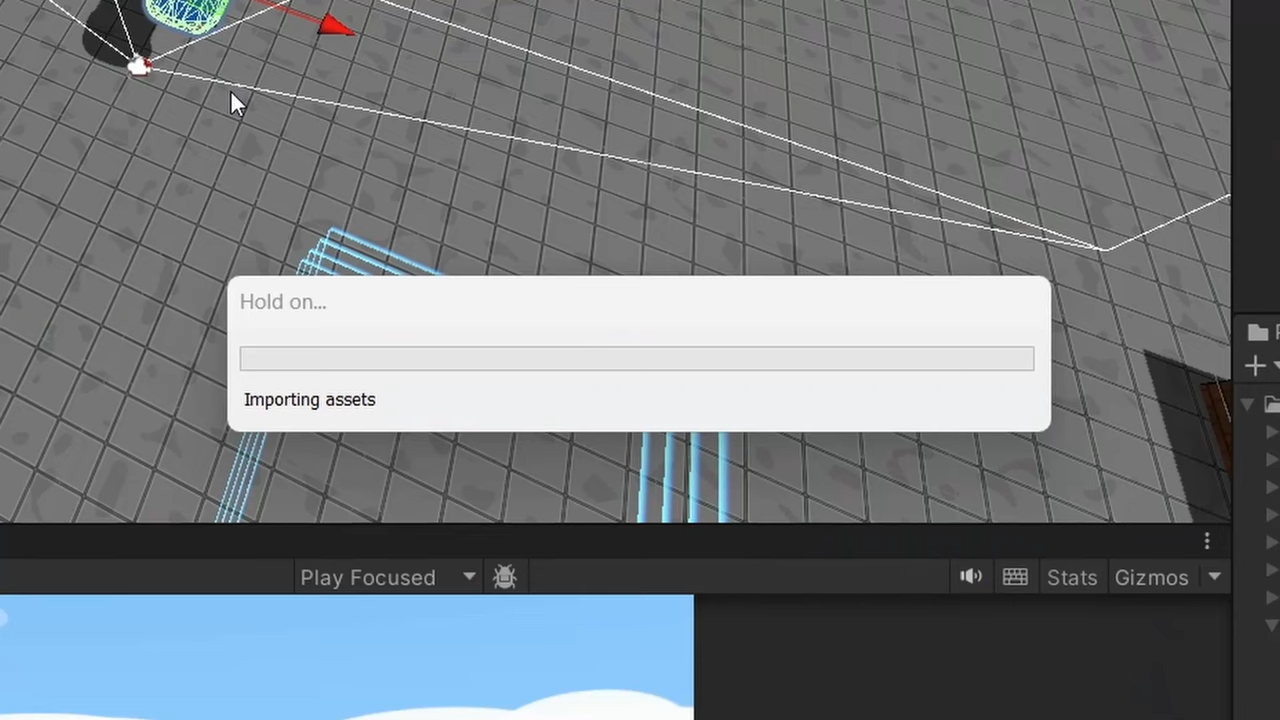 Hold on...
Importing assets
Play Focused
Stats
Gizmos